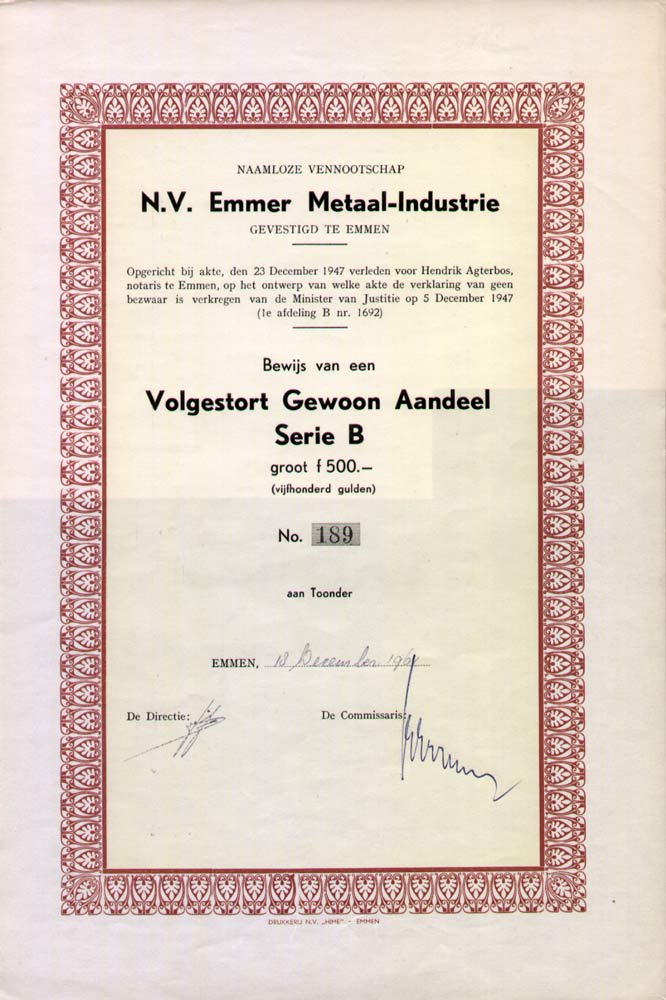 NAAMLOZE VENNOOTSCHAP
N.V. Emmer Metaal-Industrie
GEVESTIGD TE EMMEN
Opgericht bij akte, den 23 December 1947 verleden voor Hendrik Agterbos,
notaris te Emmen, op het ontwerp van welke akte de verklaring van geen
bezwaar is verkregen van de Minister van Justitie op 5 December 1947
(1e afdeling B nr. 1692)
Bewijs van een
Volgestort Gewoon Aandeel
Serie B
groot f 500.—
(vijfhonderd gulden)
No. 189
aan Toonder
EMMEN, 18 December
De Directie: De Commissaris:
DRUKKERIJ N.V. „HIME" - EMMEN